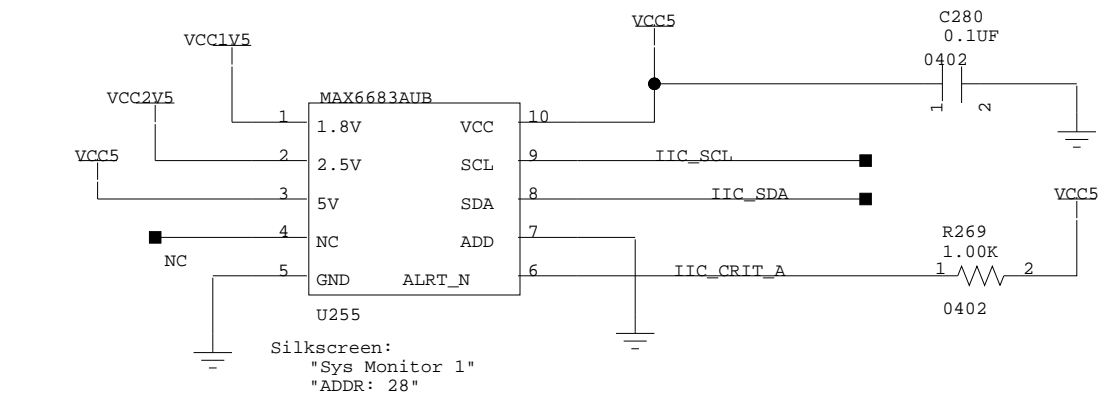 VCC5
C280
0.1UF
0402
1
2
VCC1V5
VCC2V5
VCC5
MAX6683AUB
1
1.8V
VCC
10
2
2.5V
SCL
9
IIC_SCL
3
5V
SDA
8
IIC_SDA
VCC5
4
NC
ADD
7
NC
5
GND
ALRT_N
6
IIC_CRIT_A
R269
1.00K
1
2
0402
U255
Silkscreen:
"Sys Monitor 1"
"ADDR: 28"